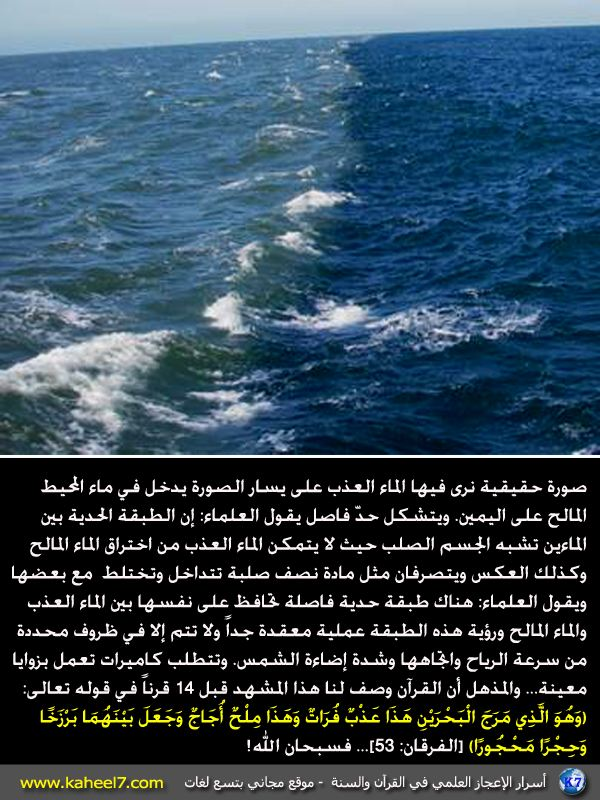 صورة حقيقية نرى فيها الماء العذب على يسار الصورة يدخل في ماء المحيط
المالح على اليمين. ويتشكل حدّ فاصل يقول العلماء: إن الطبقة الحدية بين
الماءين تشبه الجسم الصلب حيث لا يتمكن الماء العذب من اختراق الماء المالح
وكذلك العكس ويتصرفان مثل مادة نصف صلبة تتداخل وتختلط مع بعضها
ويقول العلماء: هناك طبقة حدية فاصلة تحافظ على نفسها بين الماء العذب
والماء المالح ورؤية هذه الطبقة عملية معقدة جداً ولا تتم إلا في ظروف محددة
من سرعة الرياح واتجاهها وشدة إضاءة الشمس. وتتطلب كاميرات تعمل بزوايا
معينة... والمذهل أن القرآن وصف لنا هذا المشهد قبل 14 قرناً في قوله تعالى:
(وَهُوَ الَّذِي مَرَجَ الْبَحْرَيْنِ هَذَا عَذْبٌ فُرَاتٌ وَهَذَا مِلْحٌ أُجَاجٌ وَجَعَلَ بَيْنَهُمَا بَرْزَخًا
وَحِجْرًا مَحْجُورًا) [الفرقان: 53]... فسبحان الله!
K7 أسرار الإعجاز العلمي في القرآن والسنة - موقع مجاني بتسع لغات www.kaheel7.com